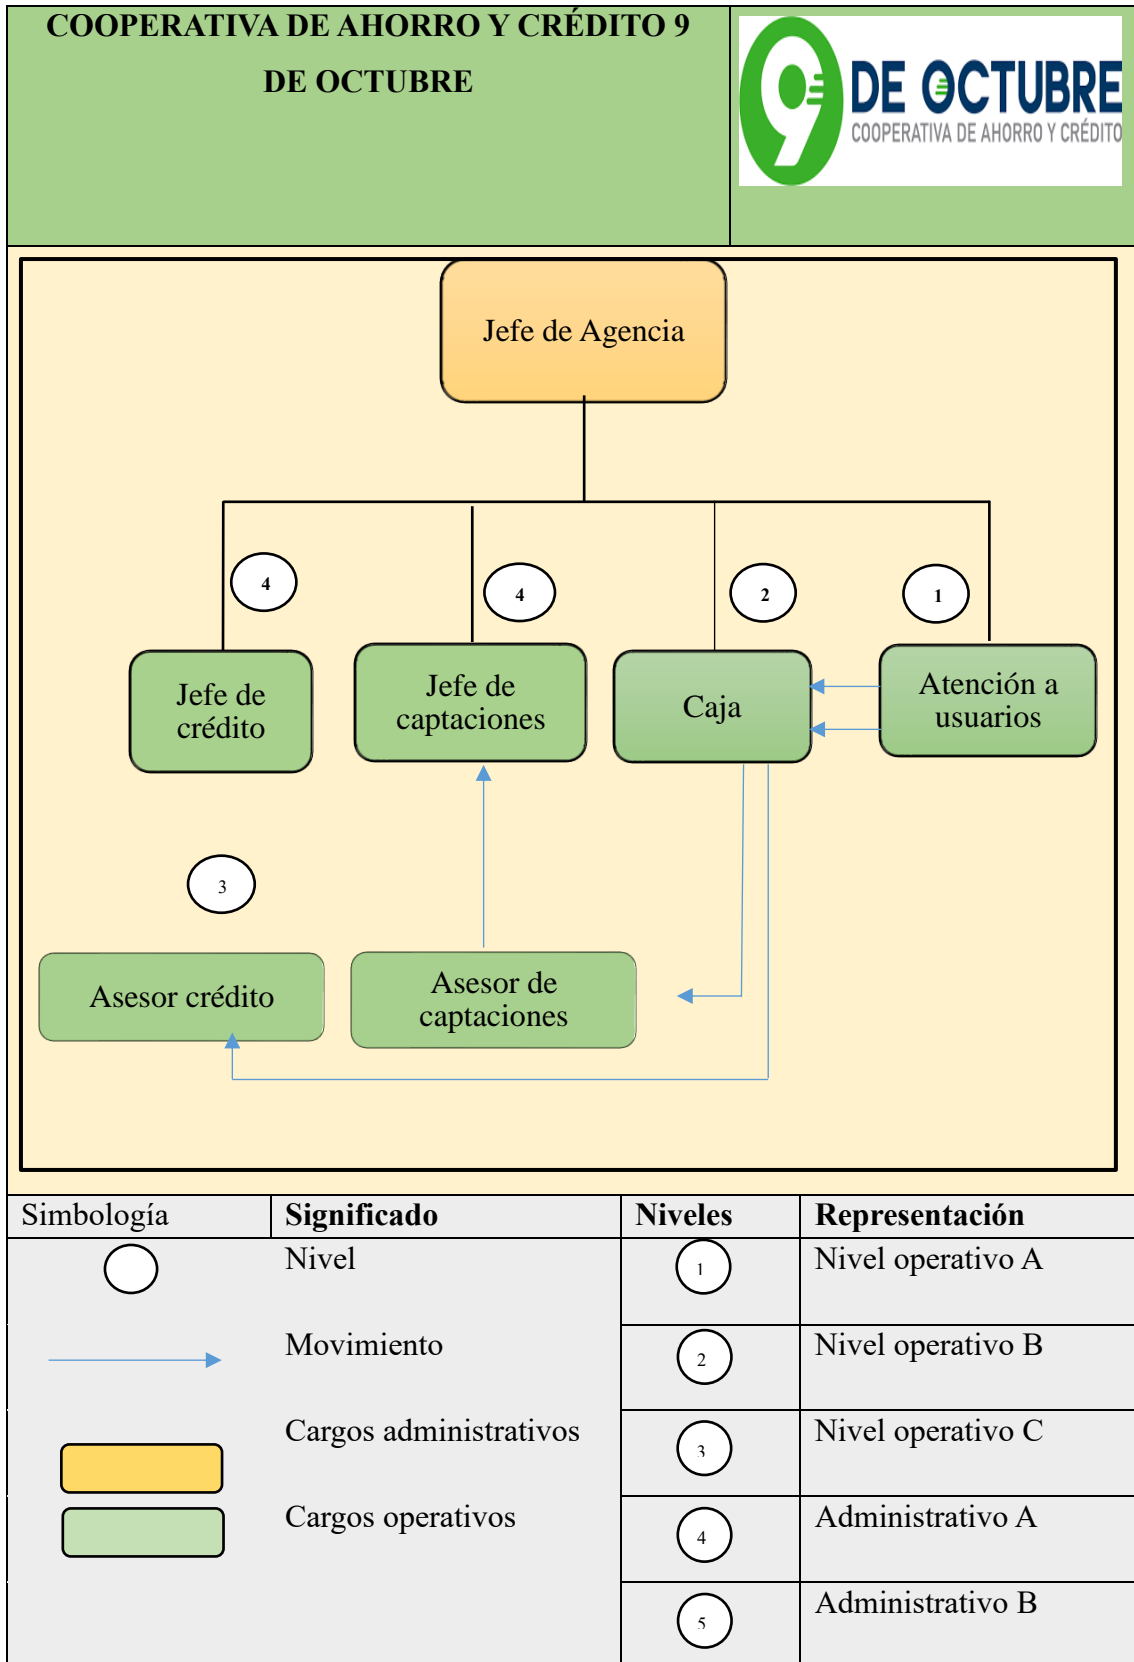 COOPERATIVA DE AHORRO Y CRÉDITO 9
DE OCTUBRE
9 DE OCTUBRE
COOPERATIVA DE AHORRO Y CRÉDITO
Jefe de Agencia
4
4
2
1
Jefe de
crédito
Jefe de
captaciones
Caja
Atención a
usuarios
3
Asesor crédito
Asesor de
captaciones
Simbología Significado Niveles Representación
Nivel 1 Nivel operativo A
Movimiento 2 Nivel operativo B
Cargos administrativos 3 Nivel operativo C
Cargos operativos 4 Administrativo A
5 Administrativo B